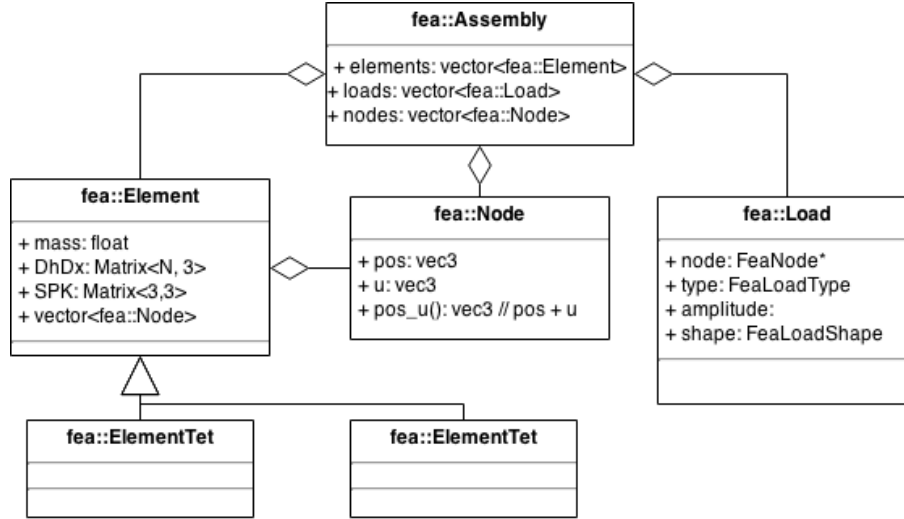 fea::Assembly
+ elements: vector<fea::Element>
+ loads: vector<fea::Load>
+ nodes: vector<fea::Node>
fea::Element
+ mass: float
+ DhDx: Matrix<N, 3>
+ SPK: Matrix<3,3>
+ vector<fea::Node>
fea::Node
+ pos: vec3
+ u: vec3
+ pos_u(): vec3 // pos + u
fea::Load
+ node: FeaNode*
+ type: FeaLoadType
+ amplitude:
+ shape: FeaLoadShape
fea::ElementTet
fea::ElementTet